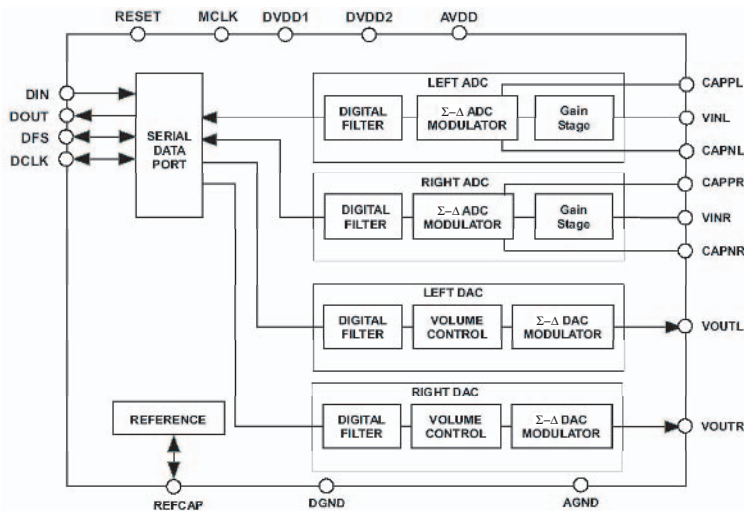 RESET MCLK DVDD1 DVDD2 AVDD
DIN
DOUT
DFS
DCLK
SERIAL
DATA
PORT
LEFT ADC
DIGITAL
FILTER
Σ–Δ ADC
MODULATOR
Gain
Stage
CAPPL
VINL
CAPNL
RIGHT ADC
DIGITAL
FILTER
Σ–Δ ADC
MODULATOR
Gain
Stage
CAPPR
VINR
CAPNR
LEFT DAC
DIGITAL
FILTER
VOLUME
CONTROL
Σ–Δ DAC
MODULATOR
VOUTL
RIGHT DAC
DIGITAL
FILTER
VOLUME
CONTROL
Σ–Δ DAC
MODULATOR
VOUTR
REFERENCE
REFCAP DGND AGND